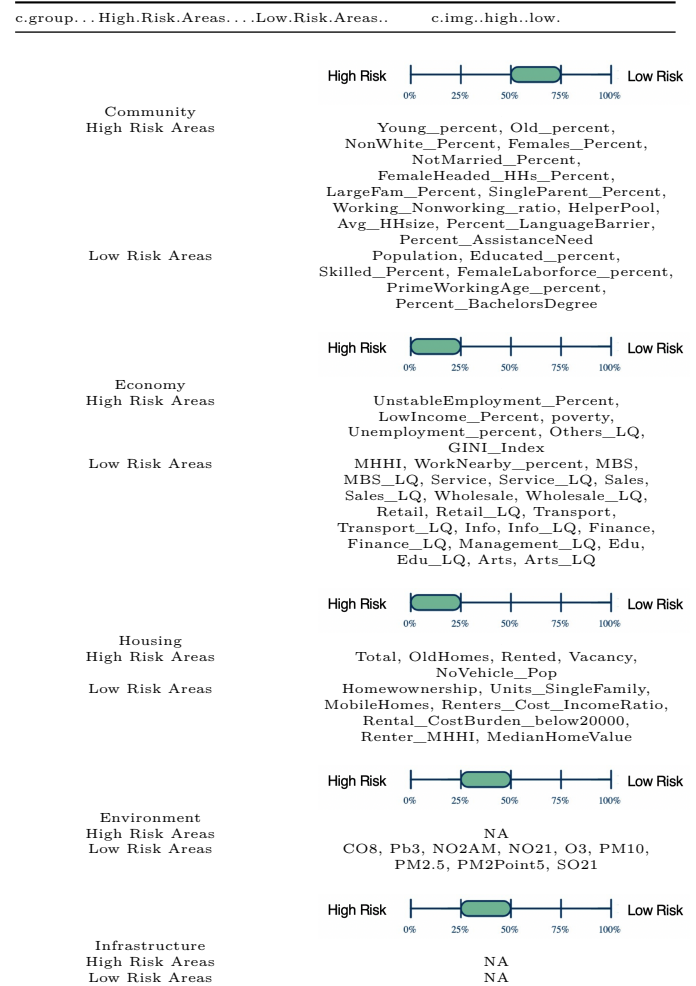 c.group...High.Risk.Areas....Low.Risk.Areas.. c.img..high..low.
High Risk Low Risk
0% 25% 50% 75% 100%
Community
High Risk Areas Young_percent, Old_percent,
NonWhite_Percent, Females_Percent,
NotMarried_Percent,
FemaleHeaded_HHs_Percent,
LargeFam_Percent, SingleParent_Percent,
Working_Nonworking_ratio, HelperPool,
Avg_HHsize, Percent_LanguageBarrier,
Percent_AssistanceNeed
Low Risk Areas Population, Educated_percent,
Skilled_Percent, FemaleLaborforce_percent,
PrimeWorkingAge_percent,
Percent_BachelorsDegree
High Risk Low Risk
0% 25% 50% 75% 100%
Economy
High Risk Areas UnstableEmployment_Percent,
LowIncome_Percent, poverty,
Unemployment_percent, Others_LQ,
GINI_Index
Low Risk Areas MHHI, WorkNearby_percent, MBS,
MBS_LQ, Service, Service_LQ, Sales,
Sales_LQ, Wholesale, Wholesale_LQ,
Retail, Retail_LQ, Transport,
Transport_LQ, Info, Info_LQ, Finance,
Finance_LQ, Management_LQ, Edu,
Edu_LQ, Arts, Arts_LQ
High Risk Low Risk
0% 25% 50% 75% 100%
Housing
High Risk Areas Total, OldHomes, Rented, Vacancy,
NoVehicle_Pop
Low Risk Areas Homewownership, Units_SingleFamily,
MobileHomes, Renters_Cost_IncomeRatio,
Rental_CostBurden_below20000,
Renter_MHHI, MedianHomeValue
High Risk Low Risk
0% 25% 50% 75% 100%
Environment
High Risk Areas NA
Low Risk Areas CO8, Pb3, NO2AM, NO21, O3, PM10,
PM2.5, PM2Point5, SO21
High Risk Low Risk
0% 25% 50% 75% 100%
Infrastructure
High Risk Areas NA
Low Risk Areas NA